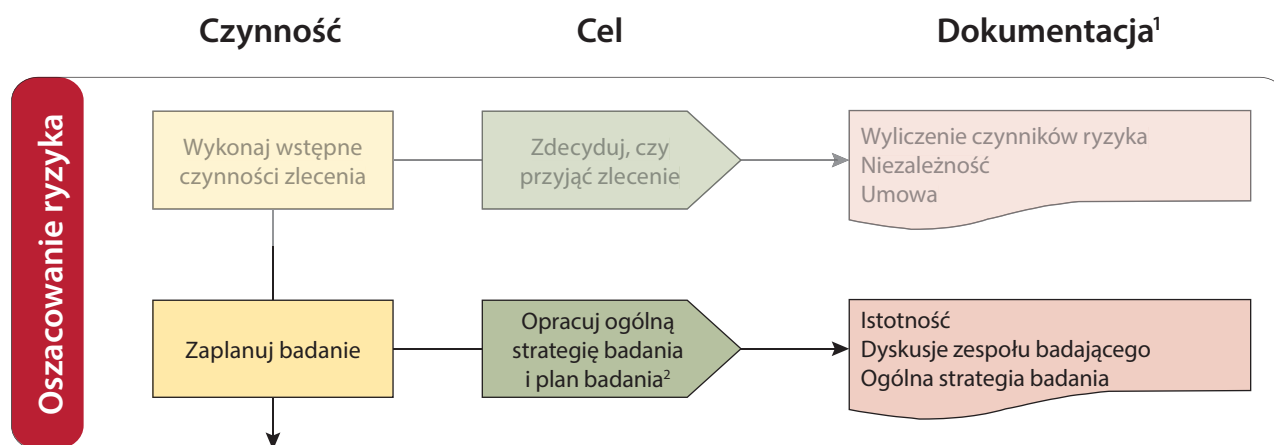 Czynność
Cel
Dokumentacja¹
Oszacowanie ryzyka
Wykonaj wstępne
czynności zlecenia
Zdecyduj, czy
przyjąć zlecenie
Wyliczenie czynników ryzyka
Niezależność
Umowa
Zaplanuj badanie
Opracuj ogólną
strategię badania
i plan badania²
Istotność
Dyskusje zespołu badającego
Ogólna strategia badania